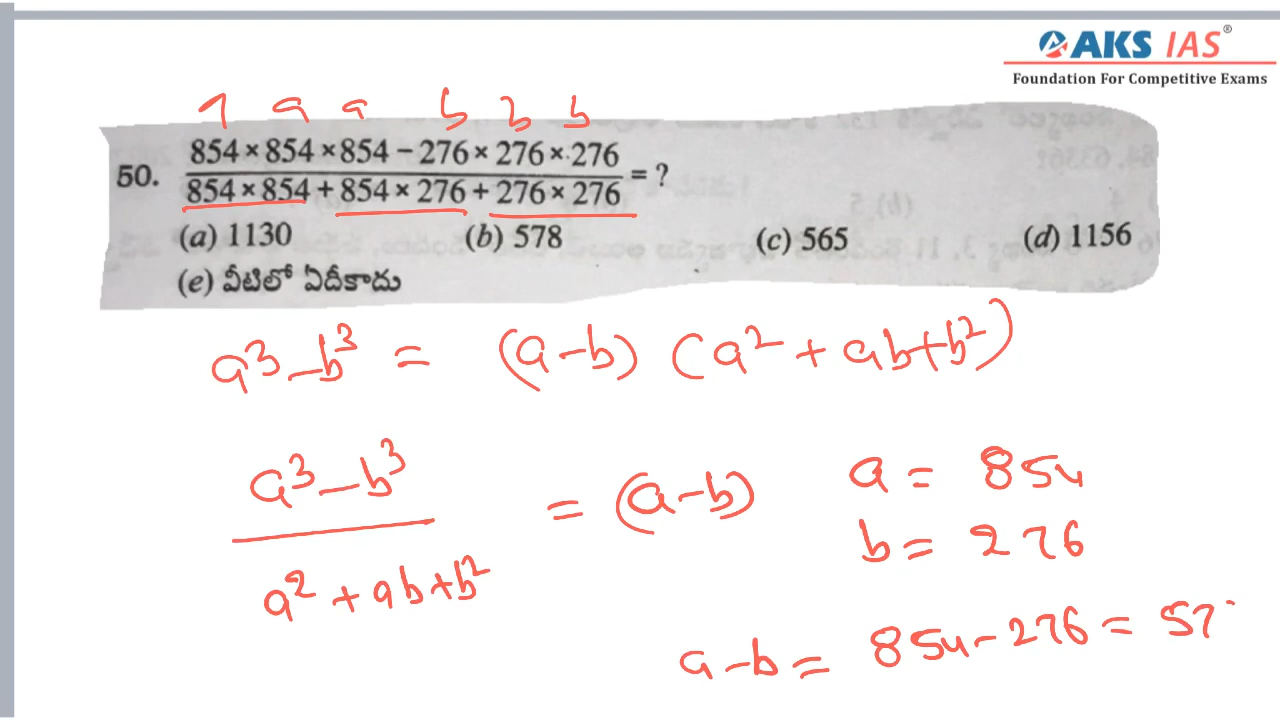 AKS IAS®
Foundation For Competitive Exams
a a a b b b
50. 854×854×854−276×276×276
854×854+854×276+276×276 = ?
(a) 1130 (b) 578 (c) 565 (d) 1156
(e) వీటిలో ఏదీకాదు
a³−b³ = (a−b) (a²+ab+b²)
a³−b³
a²+ab+b² = (a−b)
a = 854
b = 276
a−b = 854−276 = 57